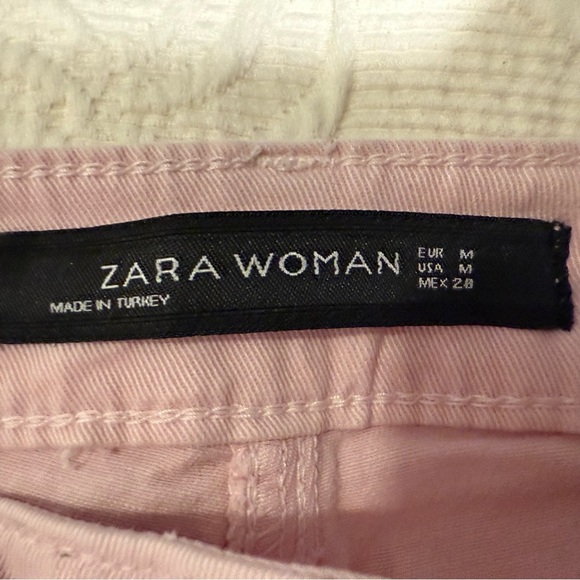 ZARA WOMAN
EUR M
USA M
MEX 28
MADE IN TURKEY